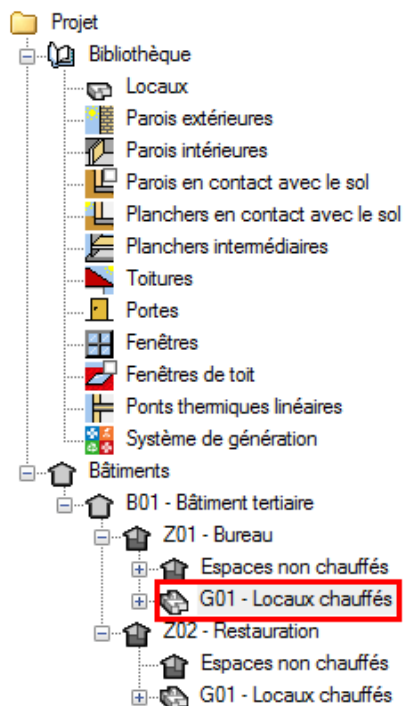 Projet
Bibliothèque
Locaux
Parois extérieures
Parois intérieures
Parois en contact avec le sol
Planchers en contact avec le sol
Planchers intermédiaires
Toitures
Portes
Fenêtres
Fenêtres de toit
Ponts thermiques linéaires
Système de génération
Bâtiments
B01 - Bâtiment tertiaire
Z01 - Bureau
Espaces non chauffés
G01 - Locaux chauffés
Z02 - Restauration
Espaces non chauffés
G01 - Locaux chauffés